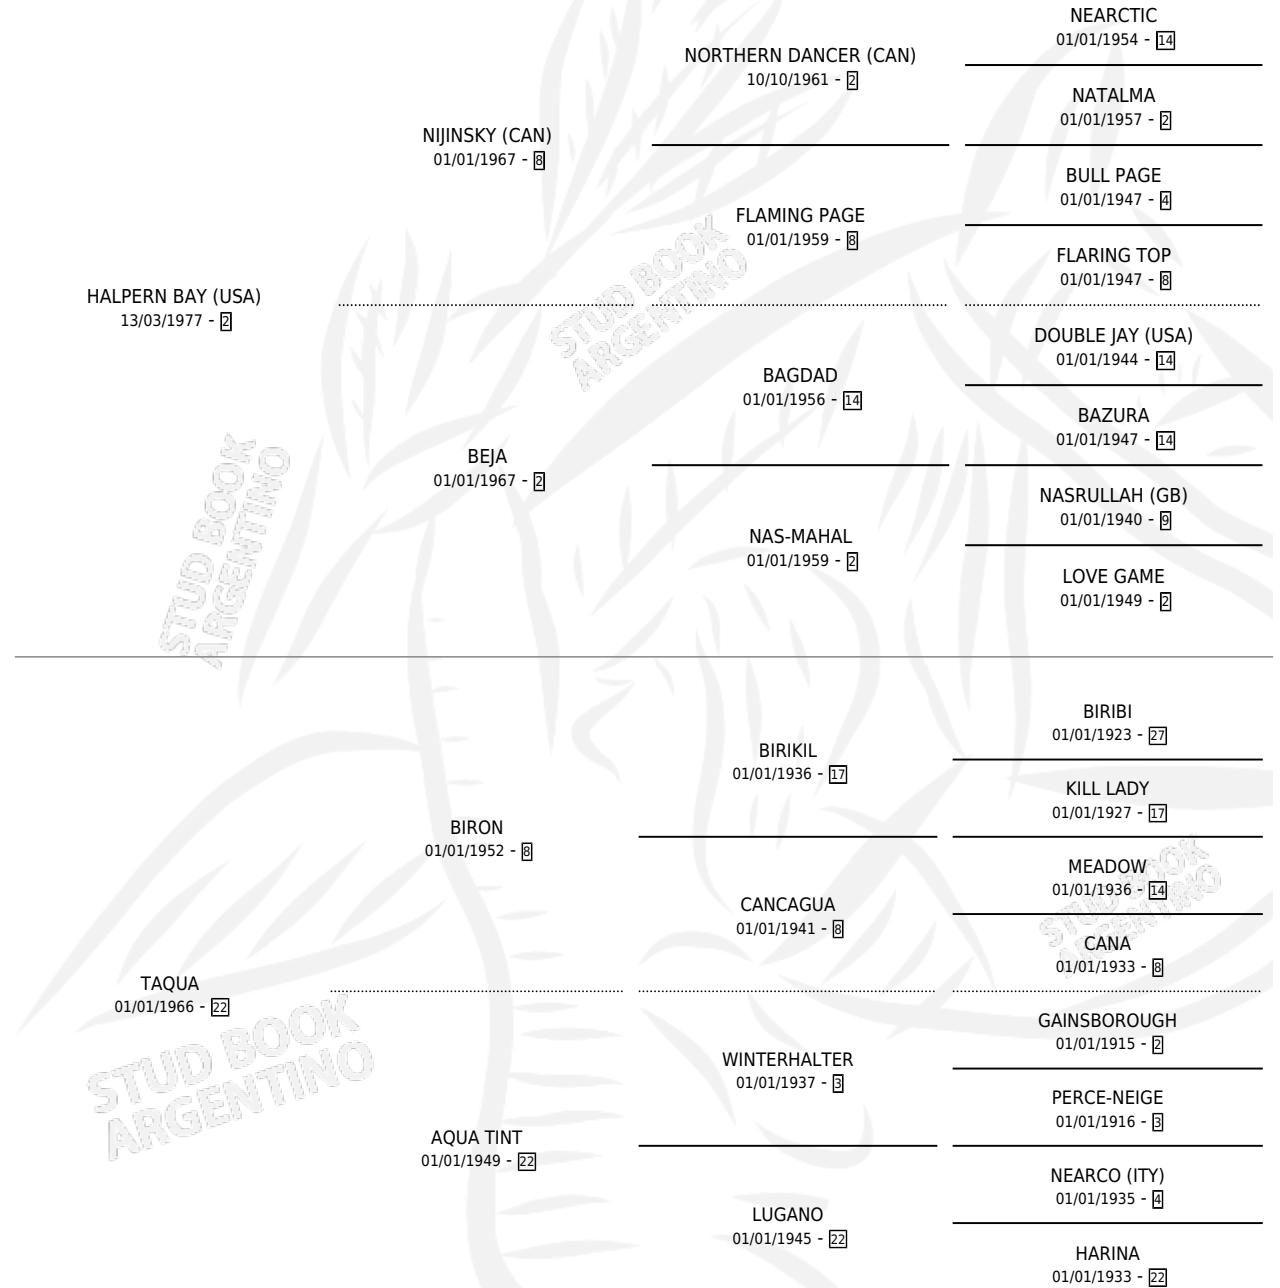 NEARCTIC
01/01/1954 - 14
NORTHERN DANCER (CAN)
10/10/1961 - 2
NATALMA
01/01/1957 - 2
NIJINSKY (CAN)
01/01/1967 - 8
BULL PAGE
01/01/1947 - 4
FLAMING PAGE
01/01/1959 - 8
FLARING TOP
01/01/1947 - 8
STUD BOOK
ARGENTINO
HALPERN BAY (USA)
13/03/1977 - 2
DOUBLE JAY (USA)
01/01/1944 - 14
BAGDAD
01/01/1956 - 14
BAZURA
01/01/1947 - 14
BEJA
01/01/1967 - 2
NASRULLAH (GB)
01/01/1940 - 9
NAS-MAHAL
01/01/1959 - 2
LOVE GAME
01/01/1949 - 2
STUD BOOK
ARGENTINO
BIRIBI
01/01/1923 - 27
BIRIKIL
01/01/1936 - 17
KILL LADY
01/01/1927 - 17
BIRON
01/01/1952 - 8
MEADOW
01/01/1936 - 14
CANCAGUA
01/01/1941 - 8
CANA
01/01/1933 - 8
STUD BOOK
ARGENTINO
TAQUA
01/01/1966 - 22
GAINSBOROUGH
01/01/1915 - 2
WINTERHALTER
01/01/1937 - 3
PERCE-NEIGE
01/01/1916 - 3
STUD BOOK
ARGENTINO
AQUA TINT
01/01/1949 - 22
NEARCO (ITY)
01/01/1935 - 4
LUGANO
01/01/1945 - 22
HARINA
01/01/1933 - 22